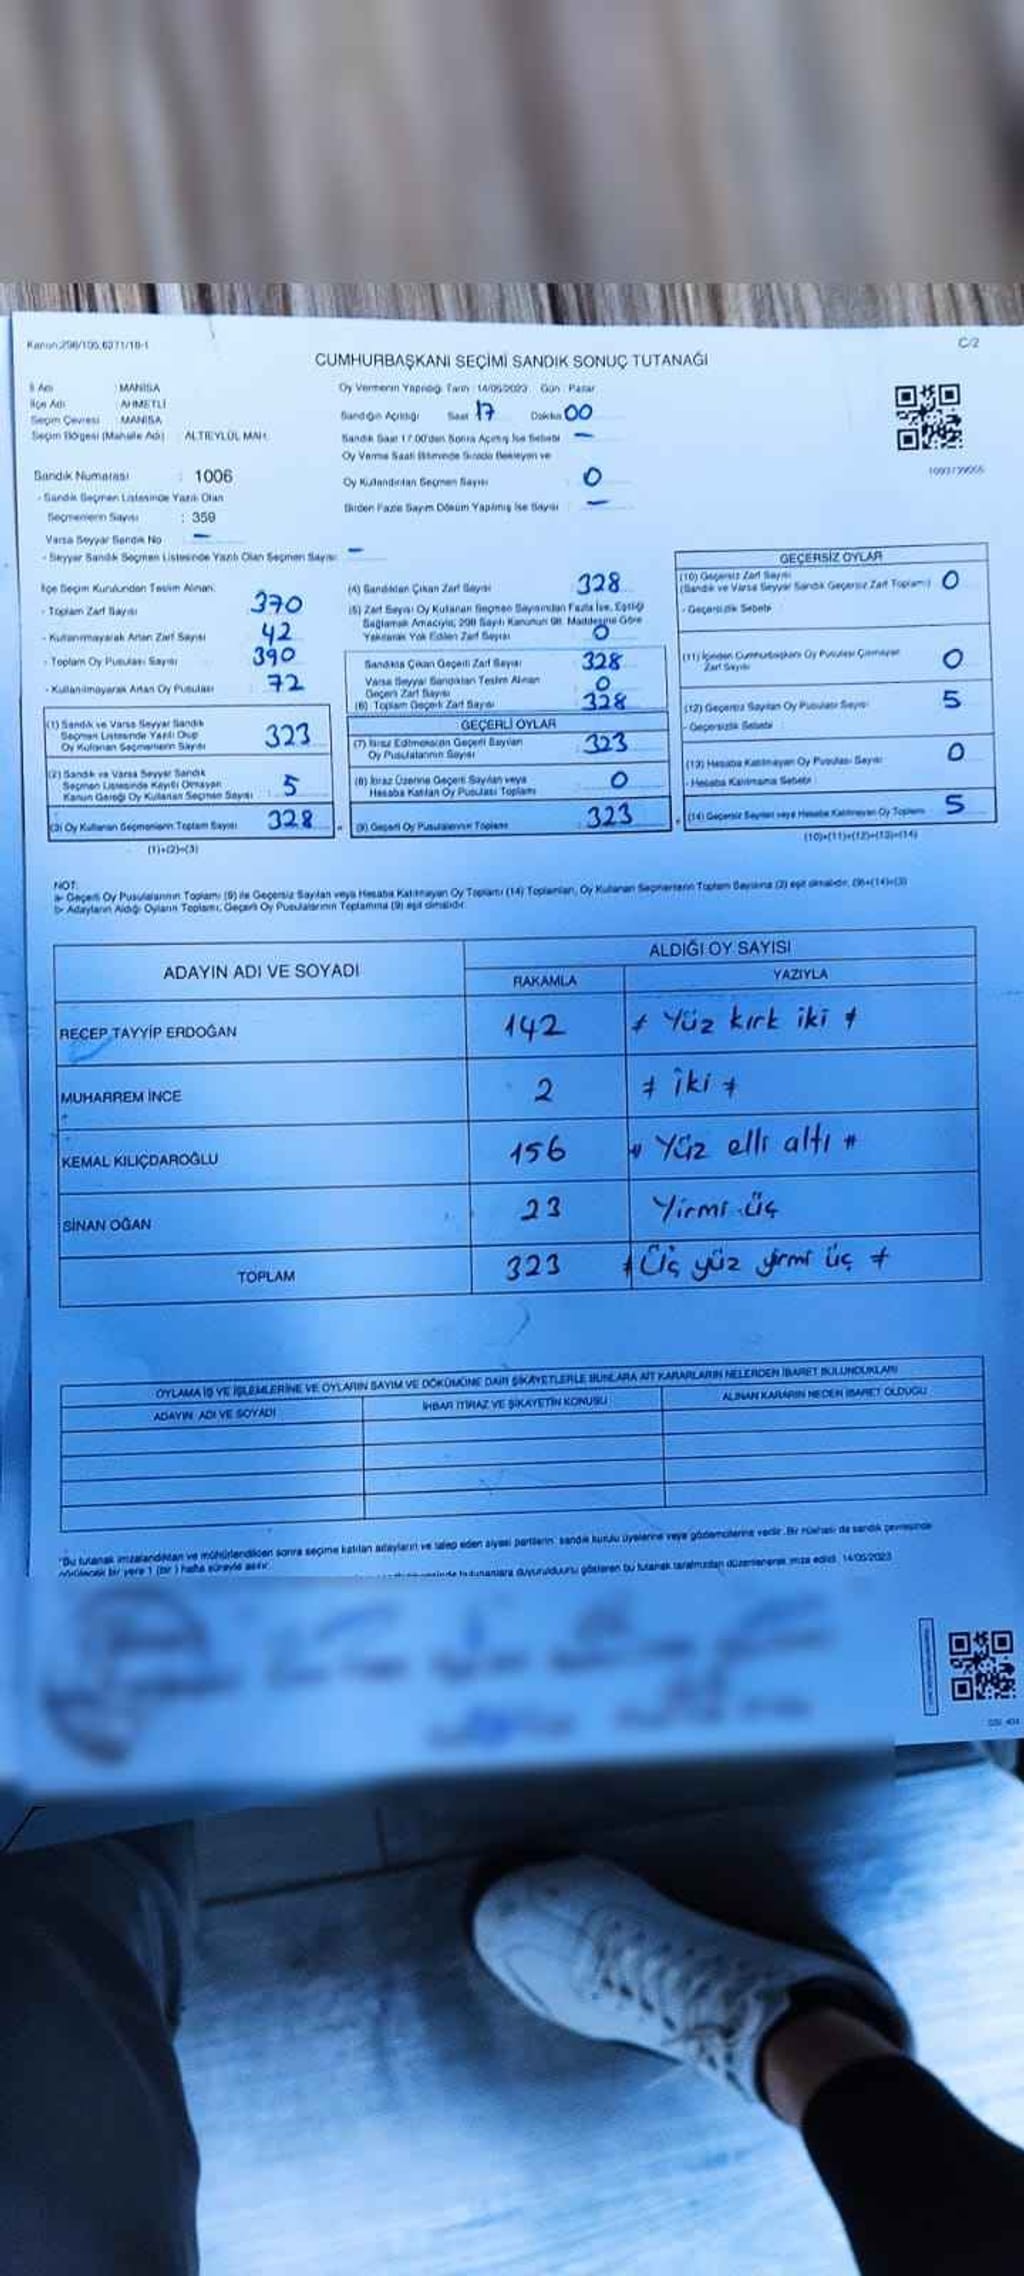 Kanun:298/105,6271/18-1
C/2
CUMHURBAŞKANI SEÇİMİ SANDIK SONUÇ TUTANAĞI
İl Adı : MANİSA
İlçe Adı : AHMETLİ
Seçim Çevresi : MANİSA
Seçim Bölgesi (Mahalle Adı) : ALTIEYLÜL MAH.
Oy Vermenin Yapıldığı Tarih : 14/05/2023 Gün : Pazar
Sandığın Açıldığı Saat 17 Dakika 00
Sandık Saat 17.00'den Sonra Açılmış İse Sebebi —
Oy Verme Saati Bitiminde Sırada Bekleyen ve
Oy Kullandırılan Seçmen Sayısı 0
Birden Fazla Sayım Döküm Yapılmış İse Sayısı : —
Sandık Numarası : 1006
- Sandık Seçmen Listesinde Yazılı Olan
Seçmenlerin Sayısı : 359
Varsa Seyyar Sandık No —
- Seyyar Sandık Seçmen Listesinde Yazılı Olan Seçmen Sayısı: —
İlçe Seçim Kurulundan Teslim Alınan:
- Toplam Zarf Sayısı 370
- Kullanılmayarak Artan Zarf Sayısı 42
- Toplam Oy Pusulası Sayısı 390
- Kullanılmayarak Artan Oy Pusulası 72
(1) Sandık ve Varsa Seyyar Sandık
Seçmen Listesinde Yazılı Olup
Oy Kullanan Seçmenlerin Sayısı 323
(2) Sandık ve Varsa Seyyar Sandık
Seçmen Listesinde Kayıtlı Olmayan
Kanun Gereği Oy Kullanan Seçmen Sayısı : 5
(3) Oy Kullanan Seçmenlerin Toplam Sayısı 328
(1)+(2)=(3)
(4) Sandıktan Çıkan Zarf Sayısı 328
(5) Zarf Sayısı Oy Kullanan Seçmen Sayısından Fazla İse, Eşitliği
Sağlamak Amacıyla; 298 Sayılı Kanunun 98. Maddesine Göre
Yakılarak Yok Edilen Zarf Sayısı 0
Sandıkta Çıkan Geçerli Zarf Sayısı 328
Varsa Seyyar Sandıktan Teslim Alınan
Geçerli Zarf Sayısı 0
(6) Toplam Geçerli Zarf Sayısı 328
GEÇERLİ OYLAR
(7) İtiraz Edilmeksizin Geçerli Sayılan
Oy Pusulalarının Sayısı 323
(8) İtiraz Üzerine Geçerli Sayılan veya
Hesaba Katılan Oy Pusulası Toplamı 0
(9) Geçerli Oy Pusulalarının Toplamı 323
GEÇERSİZ OYLAR
(10) Geçersiz Zarf Sayısı
(Sandık ve Varsa Seyyar Sandık Geçersiz Zarf Toplamı) 0
- Geçersizlik Sebebi:
(11) İçinden Cumhurbaşkanı Oy Pusulası Çıkmayan
Zarf Sayısı 0
(12) Geçersiz Sayılan Oy Pusulası Sayısı 5
- Geçersizlik Sebebi
(13) Hesaba Katılmayan Oy Pusulası Sayısı 0
- Hesaba Katılmama Sebebi
(14) Geçersiz Sayılan veya Hesaba Katılmayan Oy Toplamı 5
(10)+(11)+(12)+(13)=(14)
NOT:
a- Geçerli Oy Pusulalarının Toplamı (9) ile Geçersiz Sayılan veya Hesaba Katılmayan Oy Toplamı (14) Toplamları, Oy Kullanan Seçmenlerin Toplam Sayısına (3) eşit olmalıdır. (9)+(14)=(3)
b- Adayların Aldığı Oyların Toplamı, Geçerli Oy Pusulalarının Toplamına (9) eşit olmalıdır.
ADAYIN ADI VE SOYADI
ALDIĞI OY SAYISI
RAKAMLA YAZIYLA
RECEP TAYYİP ERDOĞAN 142 Yüz kırk iki
MUHARREM İNCE 2 iki
KEMAL KILIÇDAROĞLU 156 Yüz elli altı
SİNAN OĞAN 23 Yirmi üç
TOPLAM 323 Üç yüz yirmi üç
OYLAMA İŞ VE İŞLEMLERİNE VE OYLARIN SAYIM VE DÖKÜMÜNE DAİR ŞİKAYETLERLE BUNLARA AİT KARARLARIN NELERDEN İBARET BULUNDUKLARI
ADAYIN ADI VE SOYADI İHBAR İTİRAZ VE ŞİKAYETİN KONUSU ALINAN KARARIN NEDEN İBARET OLDUĞU
"Bu tutanak imzalandıktan ve mühürlendikten sonra seçime katılan adayların ve talep eden siyasi partilerin, sandık kurulu üyelerine veya gözlemcilerine verilir. Bir nüshası da sandık çevresinde
görülecek bir yere 1 (bir) hafta süreyle asılır.
duyurulduğunu gösteren bu tutanak tarafımızdan düzenlenerek imza edildi. 14/05/2023